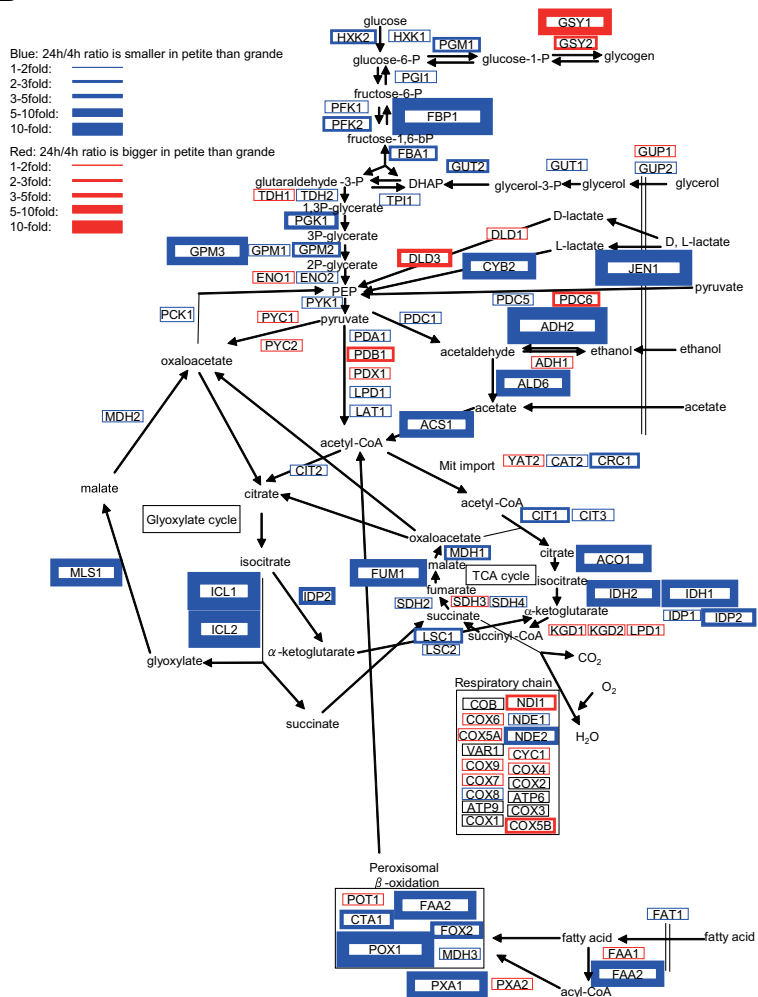 glucose
HXK2 HXK1 PGM1 GSY1
GSY2
glucose-6-P glucose-1-P glycogen
PGI1
fructose-6-P
Blue: 24h/4h ratio is smaller in petite than grande
1-2fold:
2-3fold:
3-5fold:
5-10fold:
10-fold:
Red: 24h/4h ratio is bigger in petite than grande
1-2fold:
2-3fold:
3-5fold:
5-10fold:
10-fold:
PFK1
PFK2 FBP1
fructose-1,6-bP
FBA1 GUT2 GUT1 GUP1
GUP2
glutaraldehyde -3-P DHAP glycerol-3-P glycerol glycerol
TDH1 TDH2 TPI1
1,3P-glycerate
PGK1
3P-glycerate
GPM3 GPM1 GPM2
2P-glycerate
ENO1 ENO2
PEP
D-lactate
DLD1
L-lactate D, L-lactate
DLD3 CYB2 JEN1
pyruvate
PCK1 PYK1 PDC5 PDC6
PYC1 pyruvate PDC1 ADH2
PYC2 PDA1
PDB1
PDX1
LPD1
LAT1
oxaloacetate acetaldehyde ethanol ethanol
ADH1
ALD6
acetate acetate
MDH2 ACS1
acetyl-CoA
CIT2 Mit import YAT2 CAT2 CRC1
malate citrate acetyl-CoA
Glyoxylate cycle CIT1 CIT3
oxaloacetate
MDH1 citrate ACO1
isocitrate malate TCA cycle isocitrate
MLS1 FUM1
ICL1 IDP2 fumarate IDH2 IDH1
SDH2 SDH3 SDH4 α-ketoglutarate IDP1 IDP2
ICL2 succinate
LSC1 succinyl-CoA KGD1 KGD2 LPD1
LSC2
glyoxylate α-ketoglutarate
CO2
succinate
Respiratory chain
O2
H2O
COB NDI1
COX6 NDE1
COX5A NDE2
VAR1 CYC1
COX9 COX4
COX7 COX2
COX8 ATP6
ATP9 COX3
COX1 COX5B
Peroxisomal
β-oxidation
POT1 FAA2
CTA1 FOX2
POX1 MDH3
FAT1
fatty acid fatty acid
FAA1
FAA2
PXA1 PXA2
acyl-CoA